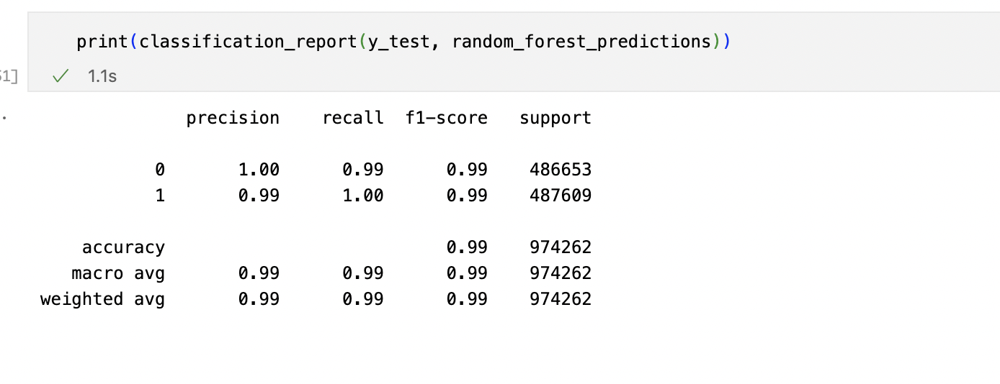 print(classification_report(y_test, random_forest_predictions))
51] ✓ 1.1s
precision recall f1-score support
0 1.00 0.99 0.99 486653
1 0.99 1.00 0.99 487609
accuracy 0.99 974262
macro avg 0.99 0.99 0.99 974262
weighted avg 0.99 0.99 0.99 974262